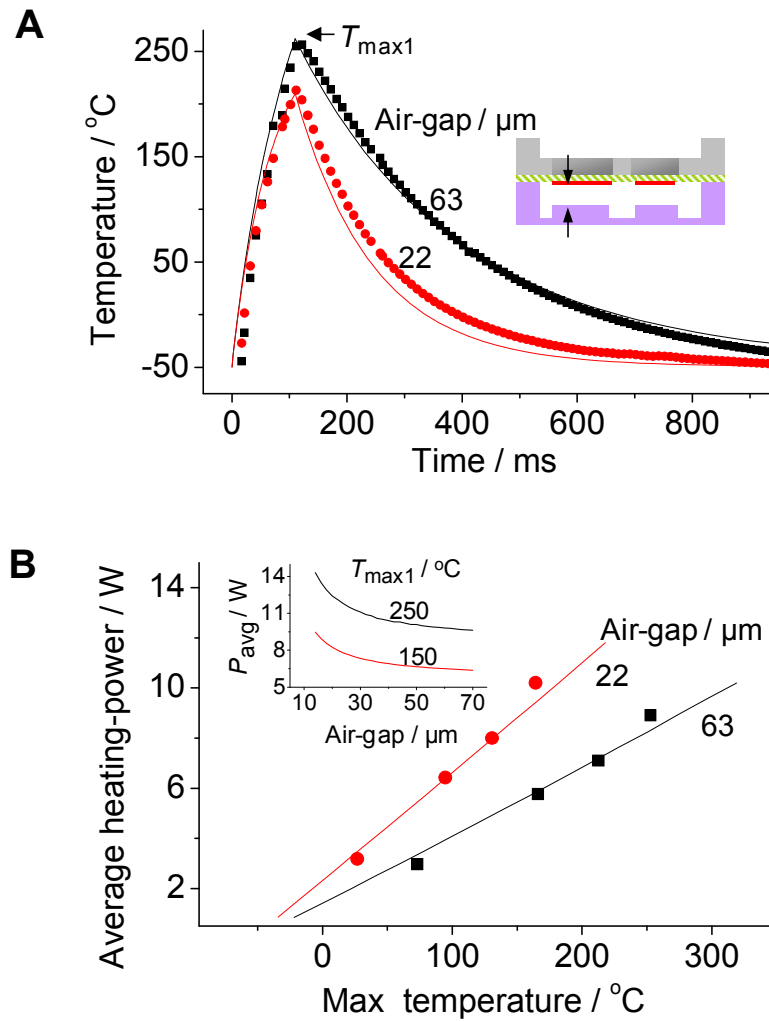 A
T max1
Air-gap / µm
63
22
250
150
50
-50
Temperature / °C
0
200
400
600
800
Time / ms
B
14
10
6
2
Average heating-power / W
14
11
8
5
P avg / W
T max1 / °C
250
150
10
30
50
70
Air-gap / µm
Air-gap / µm
22
63
0
100
200
300
Max temperature / °C